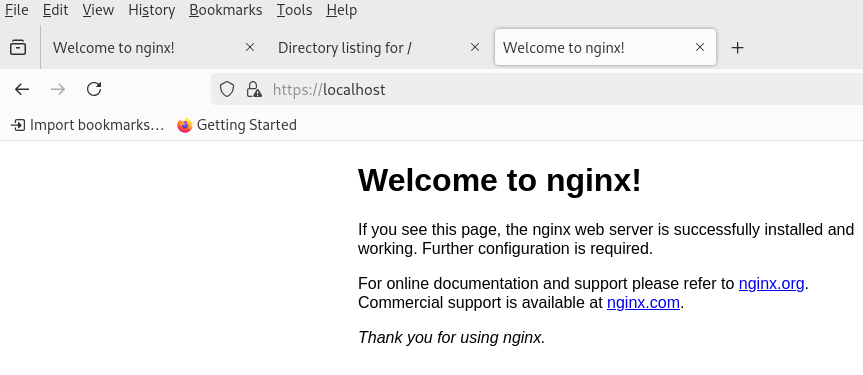 File Edit View History Bookmarks Tools Help
Welcome to nginx! Directory listing for / Welcome to nginx!
https://localhost
Import bookmarks... Getting Started
Welcome to nginx!
If you see this page, the nginx web server is successfully installed and
working. Further configuration is required.
For online documentation and support please refer to nginx.org.
Commercial support is available at nginx.com.
Thank you for using nginx.